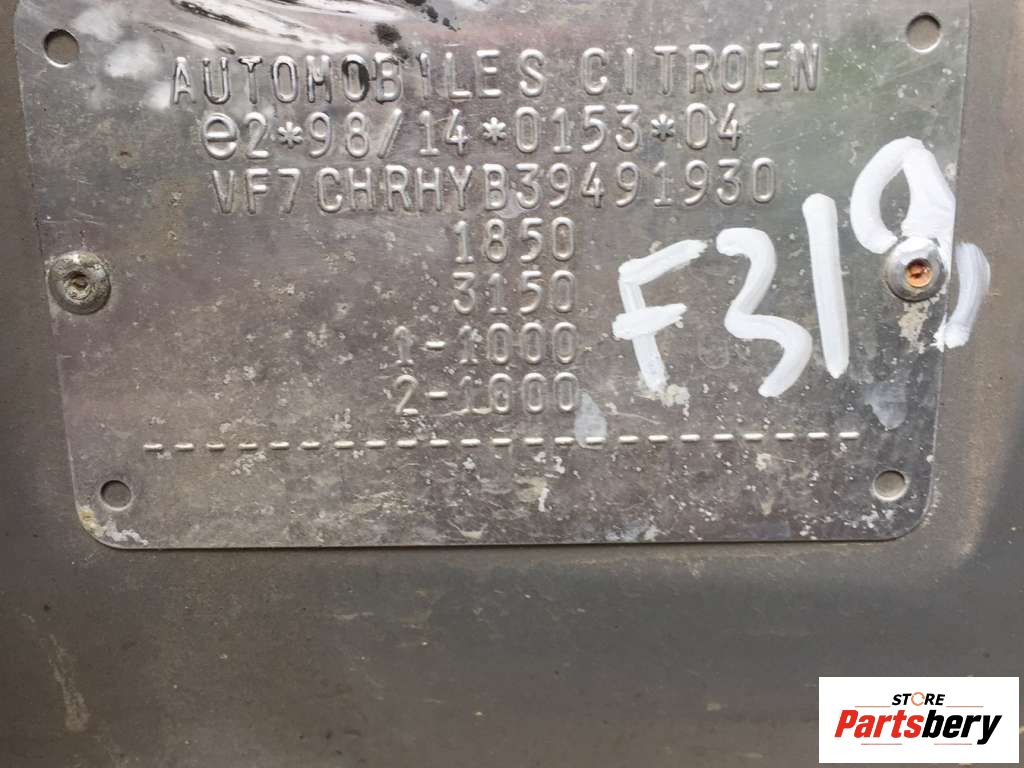 AUTOMOBILES CITROEN
e2*98/14*0153*04
VF7CHRHYB39491930
1850
3150
1-1000
2-1000
--------------------
F319
STORE
Partsbery